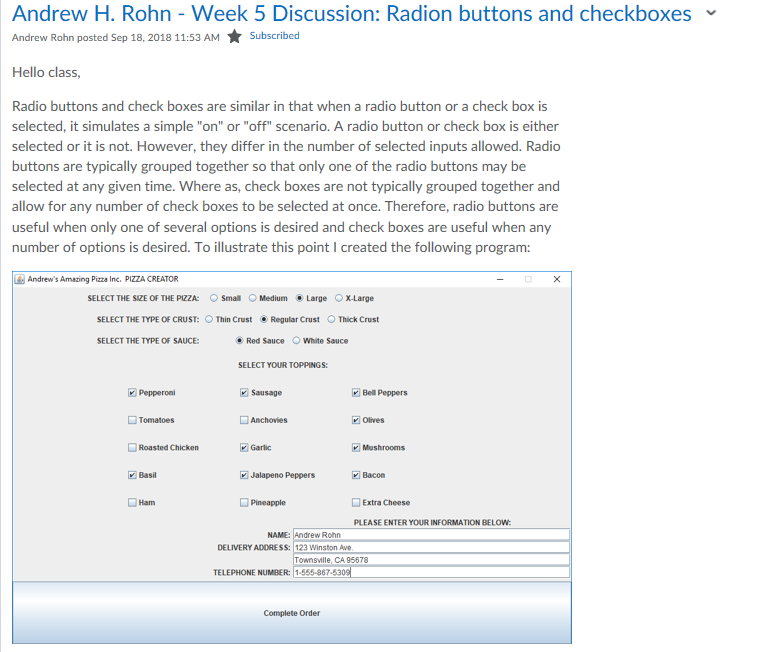 Andrew H. Rohn - Week 5 Discussion: Radion buttons and checkboxes
Andrew Rohn posted Sep 18, 2018 11:53 AM Subscribed
Hello class,
Radio buttons and check boxes are similar in that when a radio button or a check box is
selected, it simulates a simple "on" or "off" scenario. A radio button or check box is either
selected or it is not. However, they differ in the number of selected inputs allowed. Radio
buttons are typically grouped together so that only one of the radio buttons may be
selected at any given time. Where as, check boxes are not typically grouped together and
allow for any number of check boxes to be selected at once. Therefore, radio buttons are
useful when only one of several options is desired and check boxes are useful when any
number of options is desired. To illustrate this point I created the following program:
Andrew's Amazing Pizza Inc. PIZZA CREATOR
SELECT THE SIZE OF THE PIZZA: Small Medium Large X-Large
SELECT THE TYPE OF CRUST: Thin Crust Regular Crust Thick Crust
SELECT THE TYPE OF SAUCE: Red Sauce White Sauce
SELECT YOUR TOPPINGS:
Pepperoni Sausage Bell Peppers
Tomatoes Anchovies Olives
Roasted Chicken Garlic Mushrooms
Basil Jalapeno Peppers Bacon
Ham Pineapple Extra Cheese
PLEASE ENTER YOUR INFORMATION BELOW:
NAME: Andrew Rohn
DELIVERY ADDRESS: 123 Winston Ave.
Townsville, CA 95678
TELEPHONE NUMBER: 1-555-867-5309
Complete Order